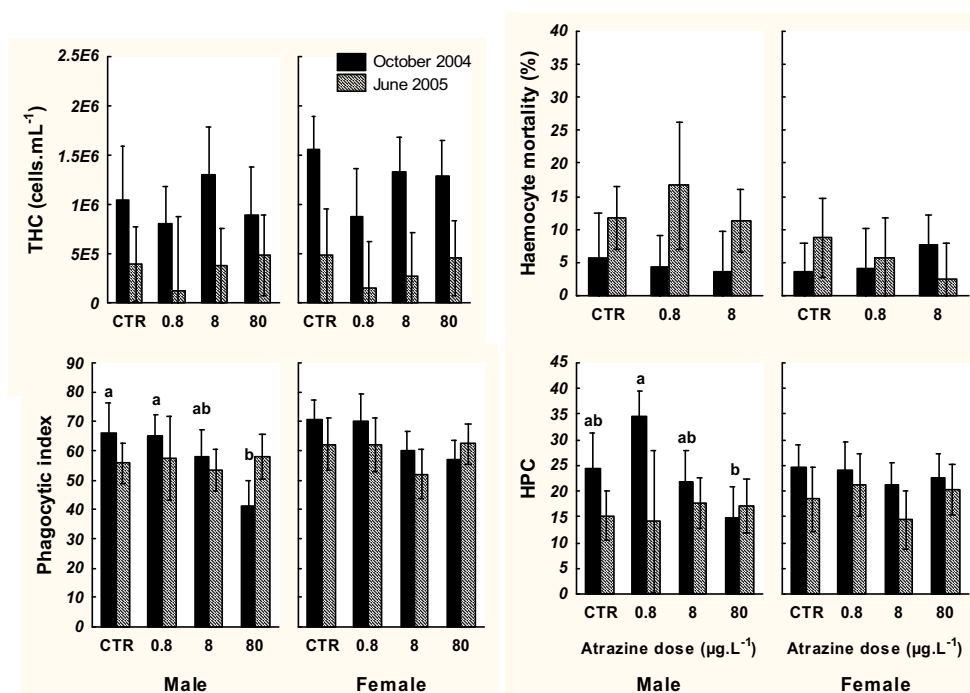 October 2004
June 2005
THC (cells.mL-1)
2.5E6
2E6
1.5E6
1E6
5E5
0
CTR 0.8 8 80
CTR 0.8 8 80
Haemocyte mortality (%)
40
35
30
25
20
15
10
5
0
CTR 0.8 8
CTR 0.8 8
Phagocytic index
90
80
70
60
50
40
30
20
10
0
a a ab b
CTR 0.8 8 80
CTR 0.8 8 80
Male Female
HPC
45
40
35
30
25
20
15
10
5
0
ab a ab b
CTR 0.8 8 80
CTR 0.8 8 80
Atrazine dose (µg.L-1) Atrazine dose (µg.L-1)
Male Female